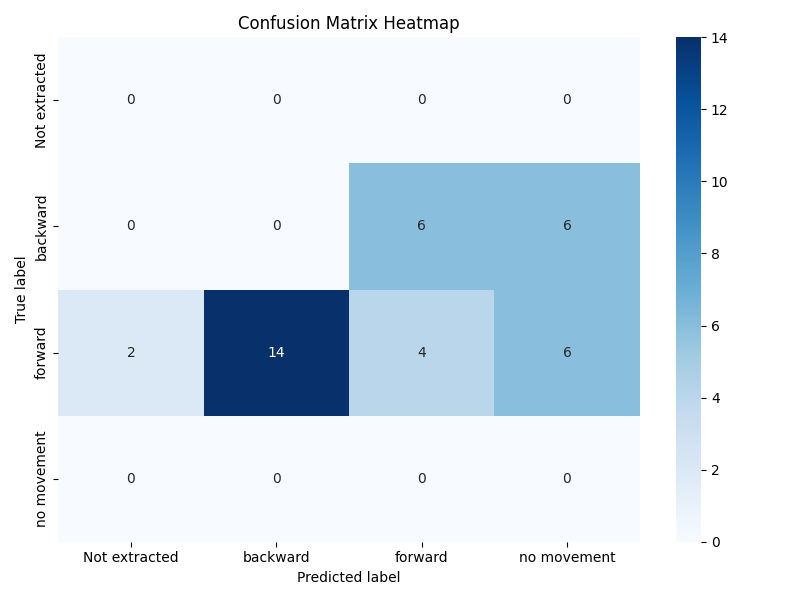 Confusion Matrix Heatmap
True label
Not extracted
0 0 0 0
backward
0 0 6 6
forward
2 14 4 6
no movement
0 0 0 0
Not extracted backward forward no movement
Predicted label
14
12
10
8
6
4
2
0